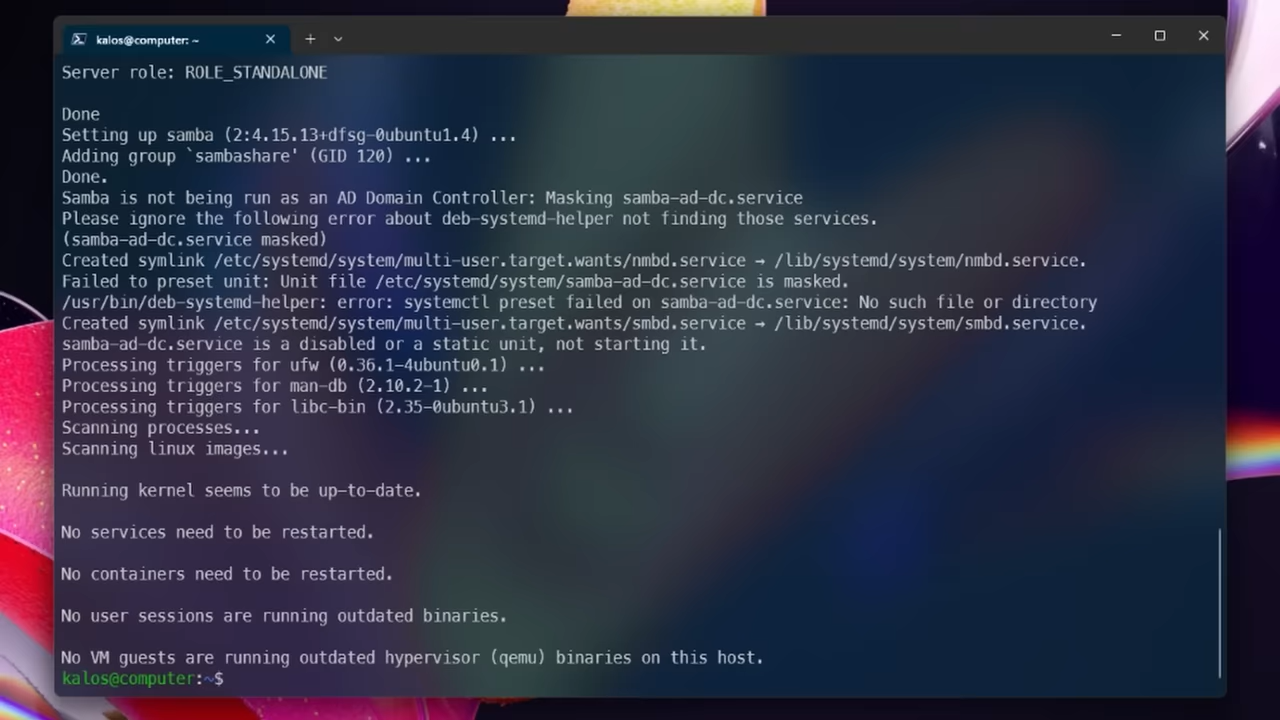 kalos@computer: ~
Server role: ROLE_STANDALONE
Done
Setting up samba (2:4.15.13+dfsg-0ubuntu1.4) ...
Adding group `sambashare' (GID 120) ...
Done.
Samba is not being run as an AD Domain Controller: Masking samba-ad-dc.service
Please ignore the following error about deb-systemd-helper not finding those services.
(samba-ad-dc.service masked)
Created symlink /etc/systemd/system/multi-user.target.wants/nmbd.service → /lib/systemd/system/nmbd.service.
Failed to preset unit: Unit file /etc/systemd/system/samba-ad-dc.service is masked.
/usr/bin/deb-systemd-helper: error: systemctl preset failed on samba-ad-dc.service: No such file or directory
Created symlink /etc/systemd/system/multi-user.target.wants/smbd.service → /lib/systemd/system/smbd.service.
samba-ad-dc.service is a disabled or a static unit, not starting it.
Processing triggers for ufw (0.36.1-4ubuntu0.1) ...
Processing triggers for man-db (2.10.2-1) ...
Processing triggers for libc-bin (2.35-0ubuntu3.1) ...
Scanning processes...
Scanning linux images...
Running kernel seems to be up-to-date.
No services need to be restarted.
No containers need to be restarted.
No user sessions are running outdated binaries.
No VM guests are running outdated hypervisor (qemu) binaries on this host.
kalos@computer:~$